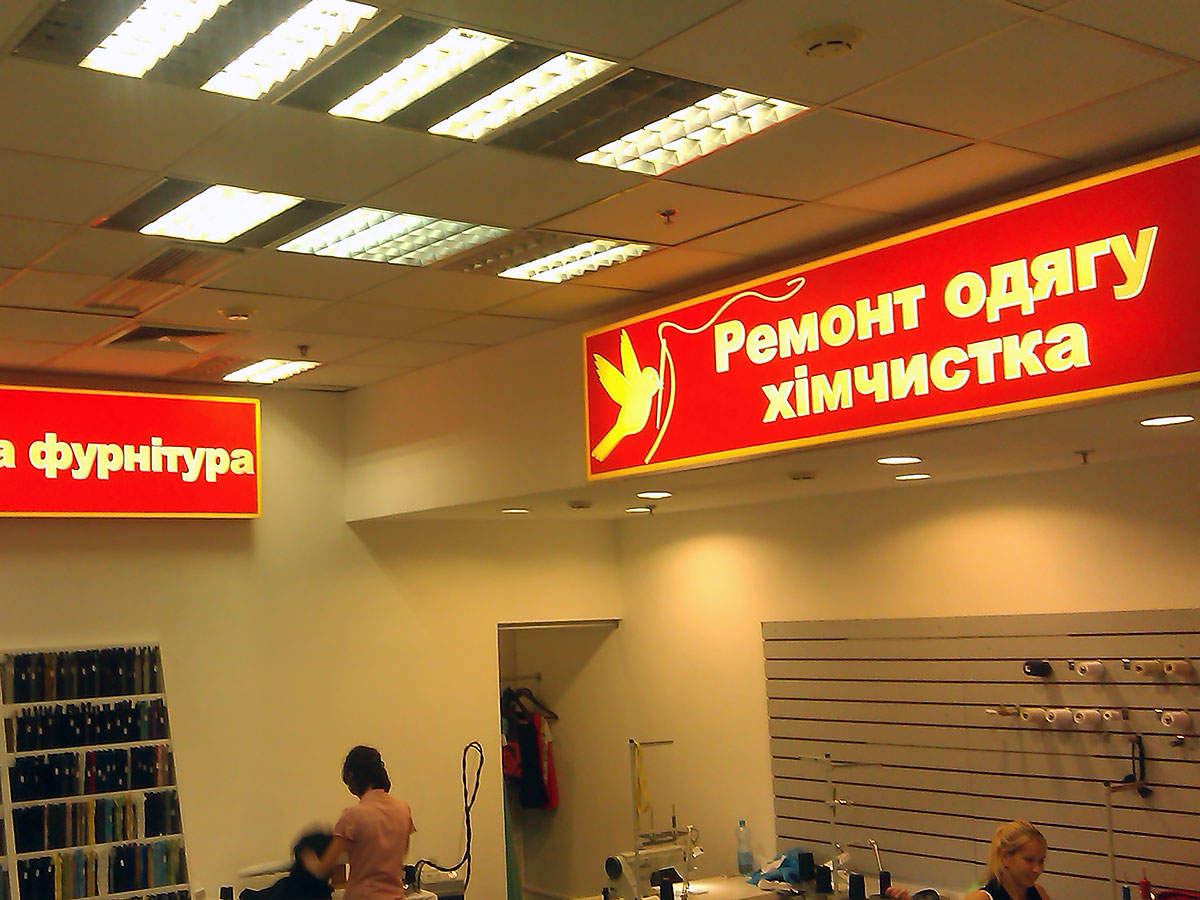 а фурнітура
Ремонт одягу
хімчистка